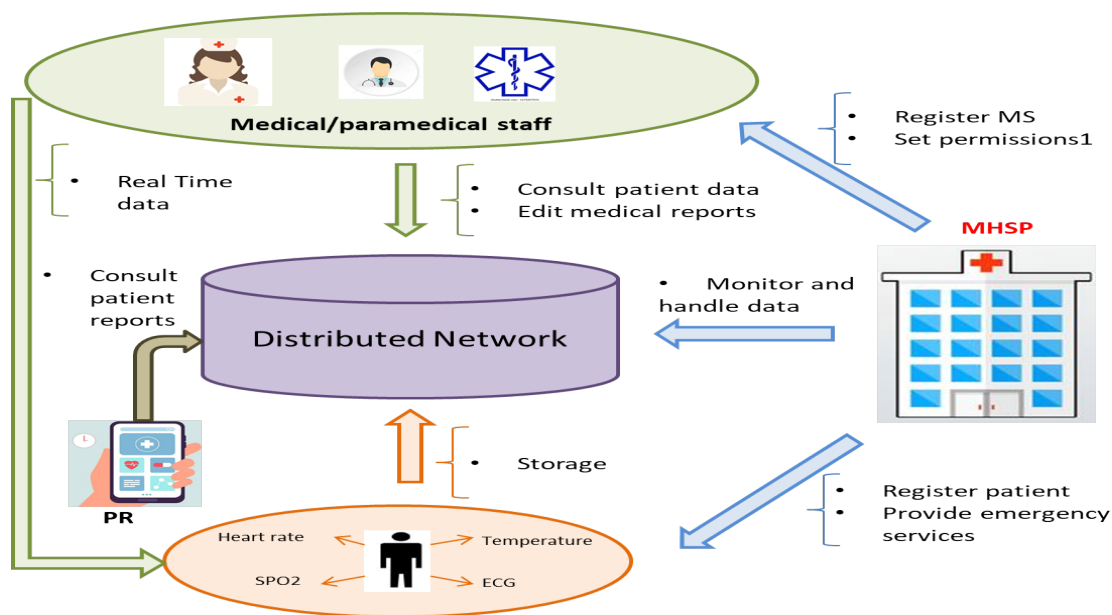 Medical/paramedical staff
• Register MS
• Set permissions1
• Real Time
data
• Consult patient data
• Edit medical reports
MHSP
• Consult
patient
reports
• Monitor and
handle data
Distributed Network
• Storage
PR
• Register patient
• Provide emergency
services
Heart rate
Temperature
SPO2
ECG